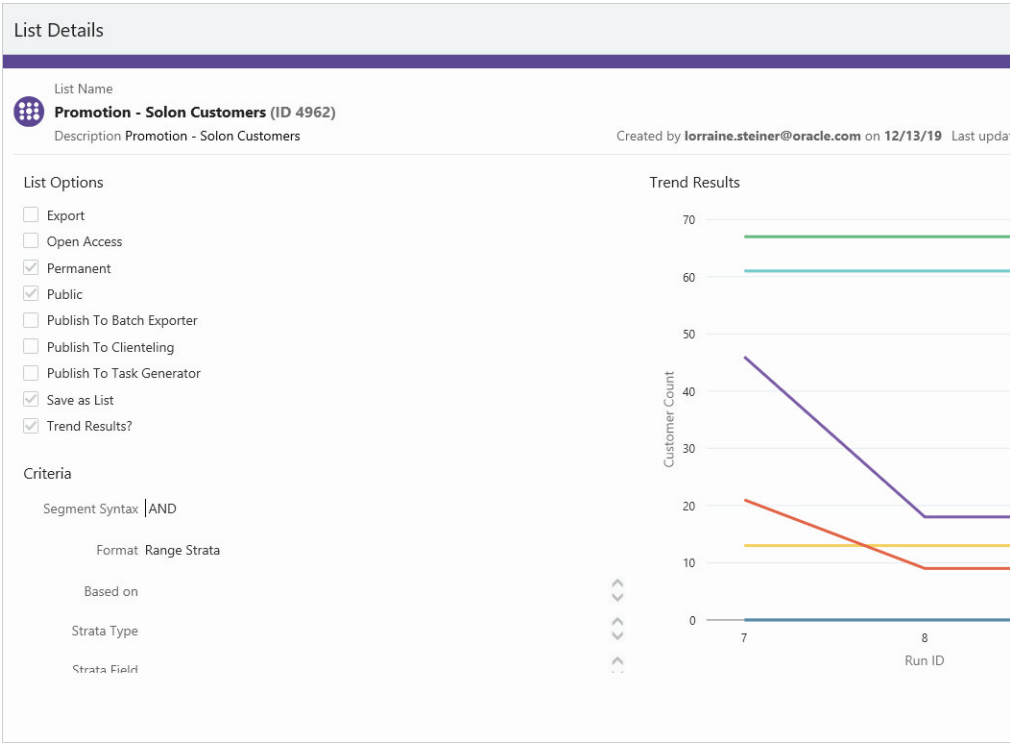 List Details
List Name
Promotion - Solon Customers (ID 4962)
Description Promotion - Solon Customers
Created by lorraine.steiner@oracle.com on 12/13/19 Last
List Options
Export
Open Access
Permanent
Public
Publish To Batch Exporter
Publish To Clienteling
Publish To Task Generator
Save as List
Trend Results?
Criteria
Segment Syntax AND
Format Range Strata
Based on
Strata Type
Strata Field
Trend Results
70
60
50
40
30
20
10
0
Customer Count
7 8
Run ID